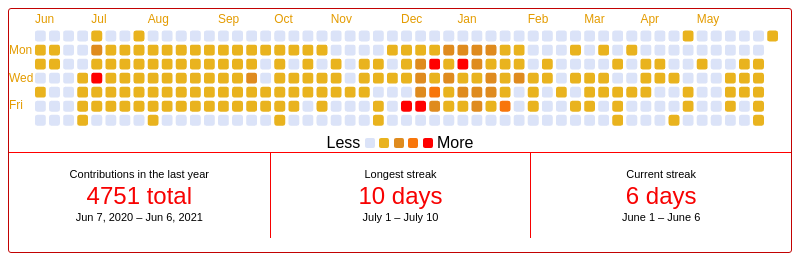 Jun Jul Aug Sep Oct Nov Dec Jan Feb Mar Apr May
Mon
Wed
Fri
Less More
Contributions in the last year
4751 total
Jun 7, 2020 – Jun 6, 2021
Longest streak
10 days
July 1 – July 10
Current streak
6 days
June 1 – June 6